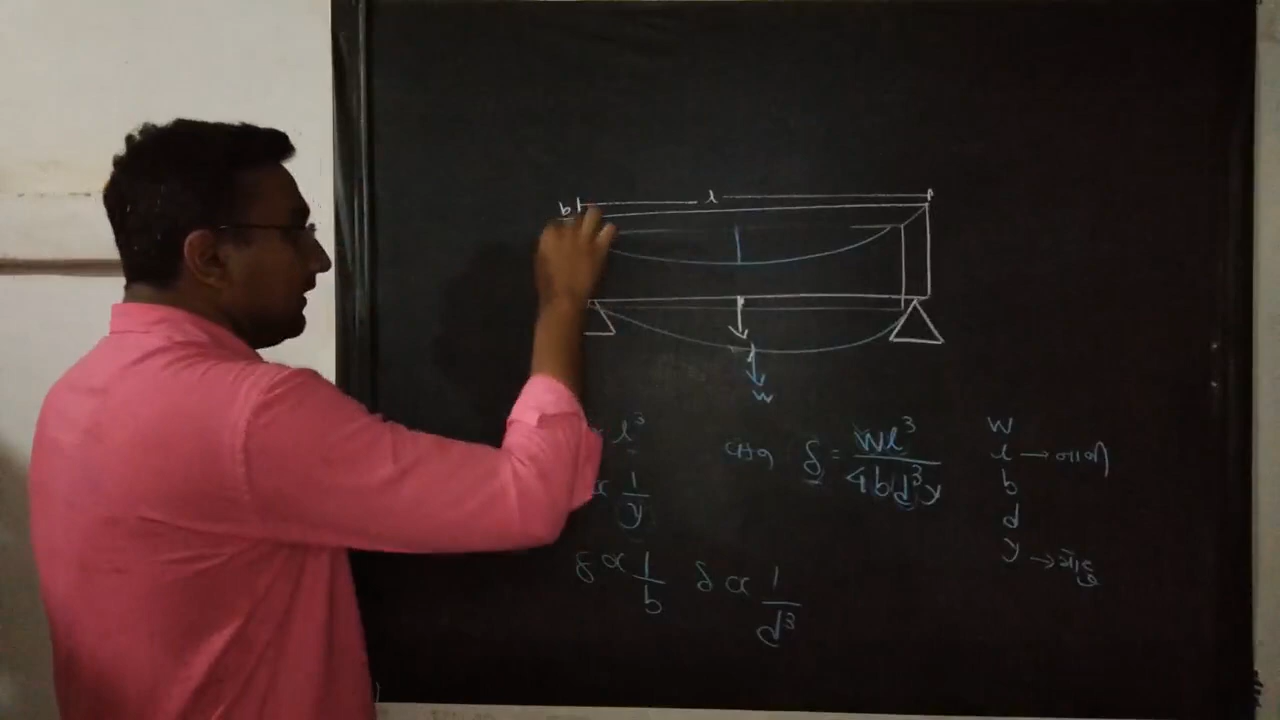 l
b
W
∝ l³
δ = Wl³ / 4bd³y
W
l → નાની
b
d
y → મોટું
∝ 1/y
δ ∝ 1/b δ ∝ 1/d³